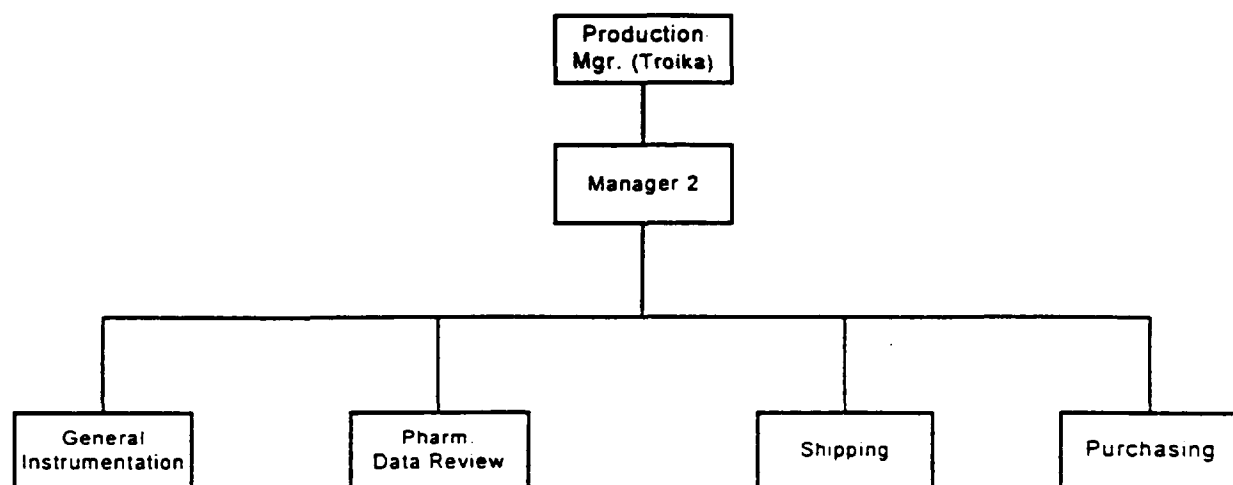 Production
Mgr. (Troika)
Manager 2
General
Instrumentation
Pharm.
Data Review
Shipping
Purchasing